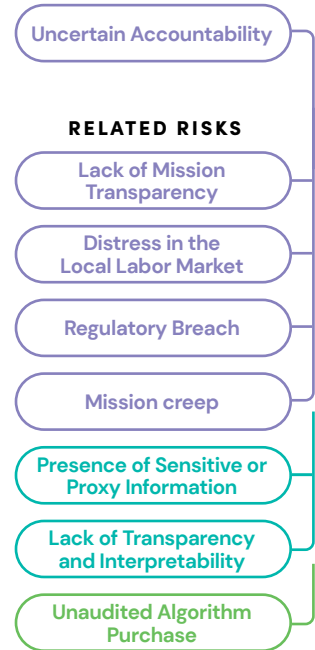 Uncertain Accountability
RELATED RISKS
Lack of Mission
Transparency
Distress in the
Local Labor Market
Regulatory Breach
Mission creep
Presence of Sensitive or
Proxy Information
Lack of Transparency
and Interpretability
Unaudited Algorithm
Purchase